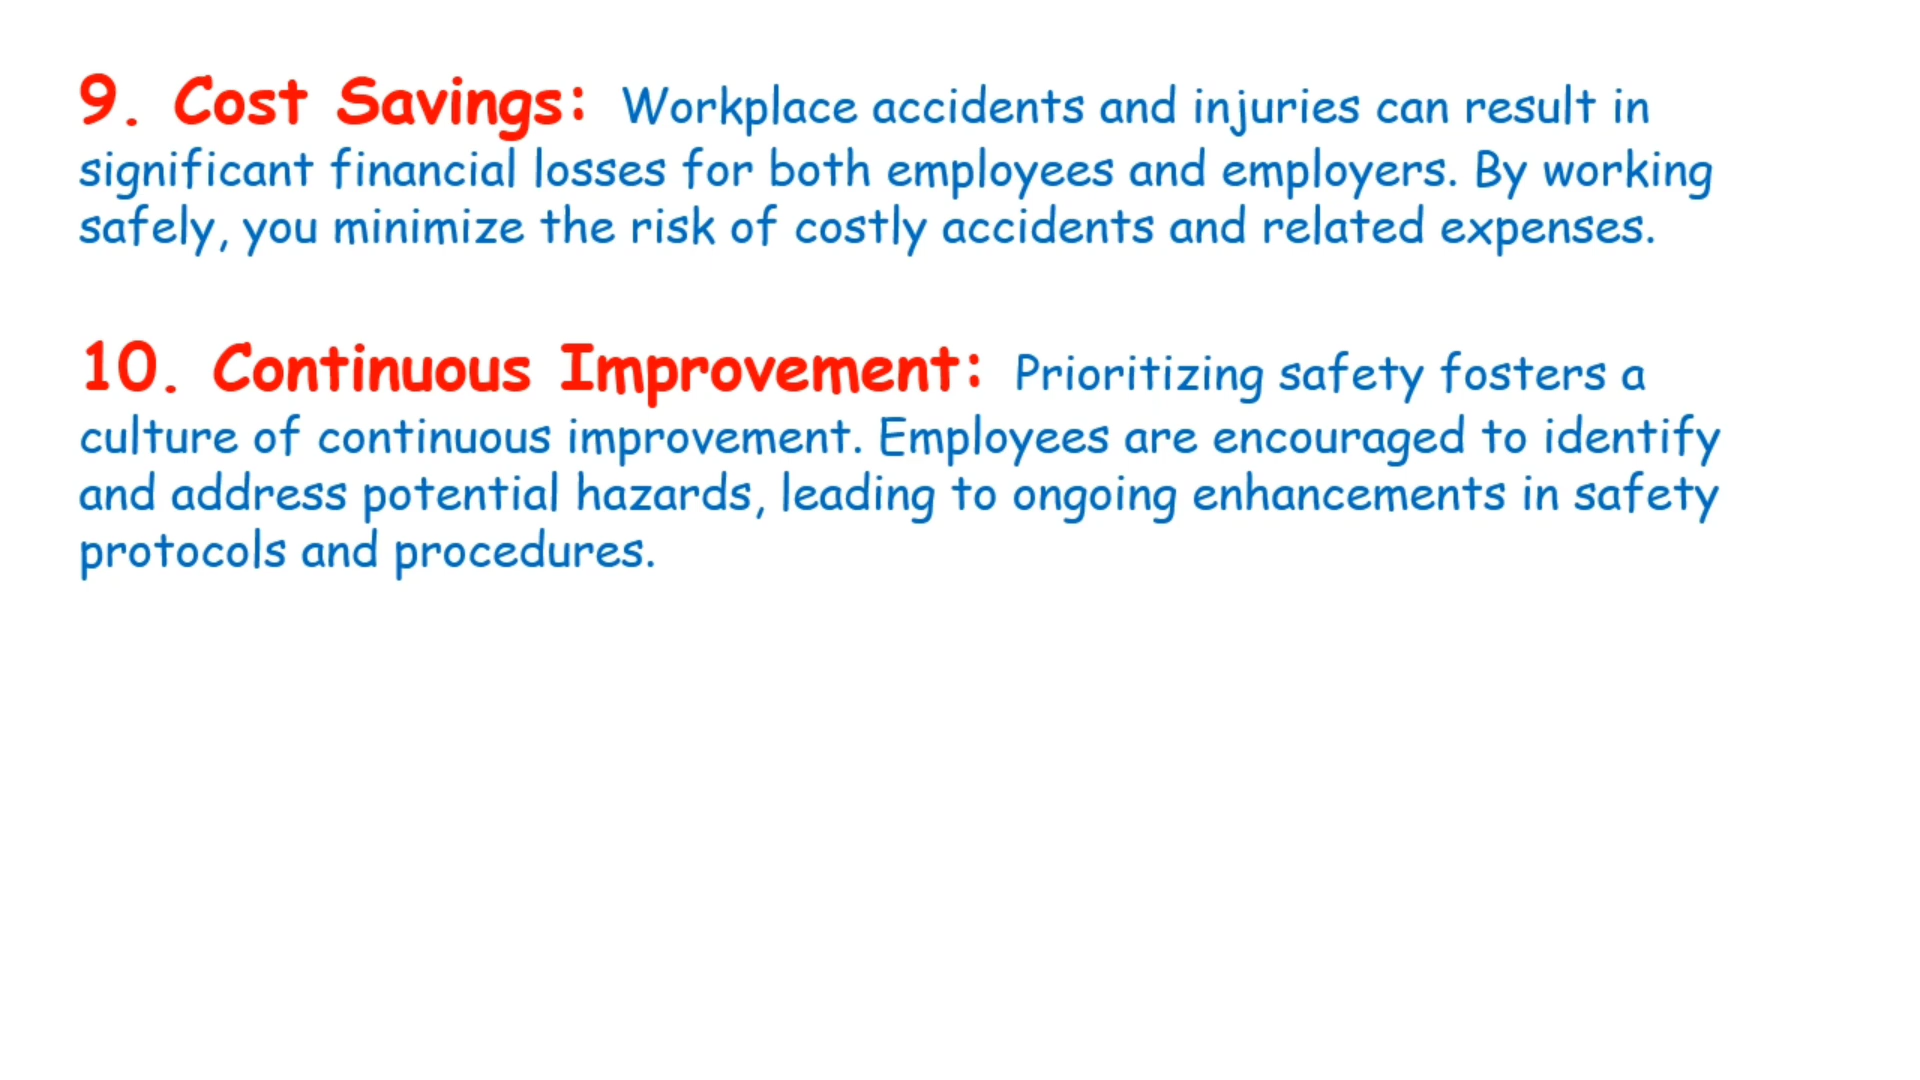 9. Cost Savings: Workplace accidents and injuries can result in
significant financial losses for both employees and employers. By working
safely, you minimize the risk of costly accidents and related expenses.
10. Continuous Improvement: Prioritizing safety fosters a
culture of continuous improvement. Employees are encouraged to identify
and address potential hazards, leading to ongoing enhancements in safety
protocols and procedures.